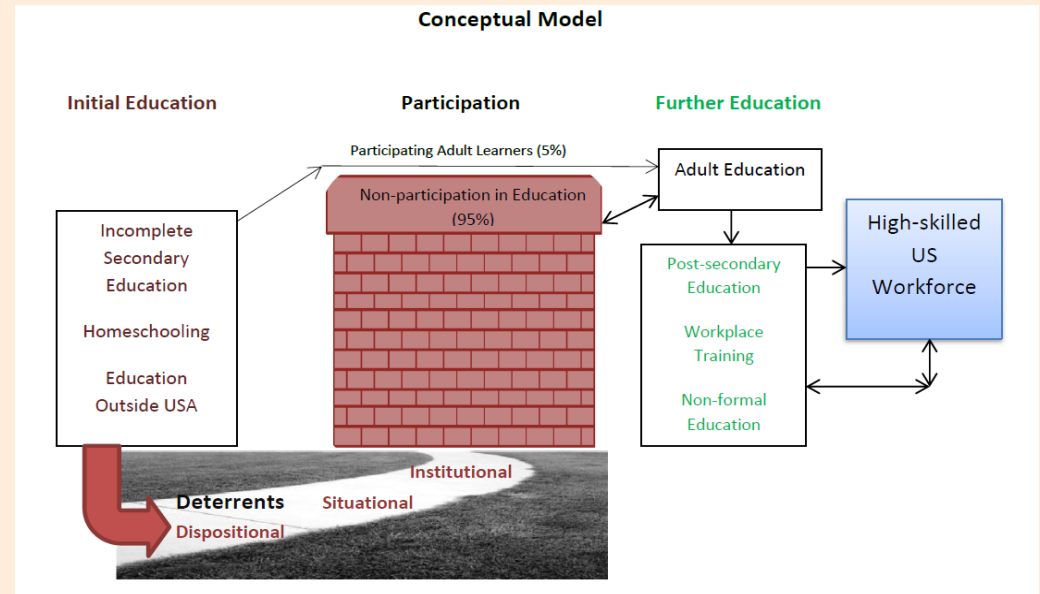 Conceptual Model
Initial Education
Participation
Further Education
Participating Adult Learners (5%)
Non-participation in Education
(95%)
Incomplete
Secondary
Education
Homeschooling
Education
Outside USA
Adult Education
Post-secondary
Education
Workplace
Training
Non-formal
Education
High-skilled
US
Workforce
Institutional
Deterrents
Situational
Dispositional